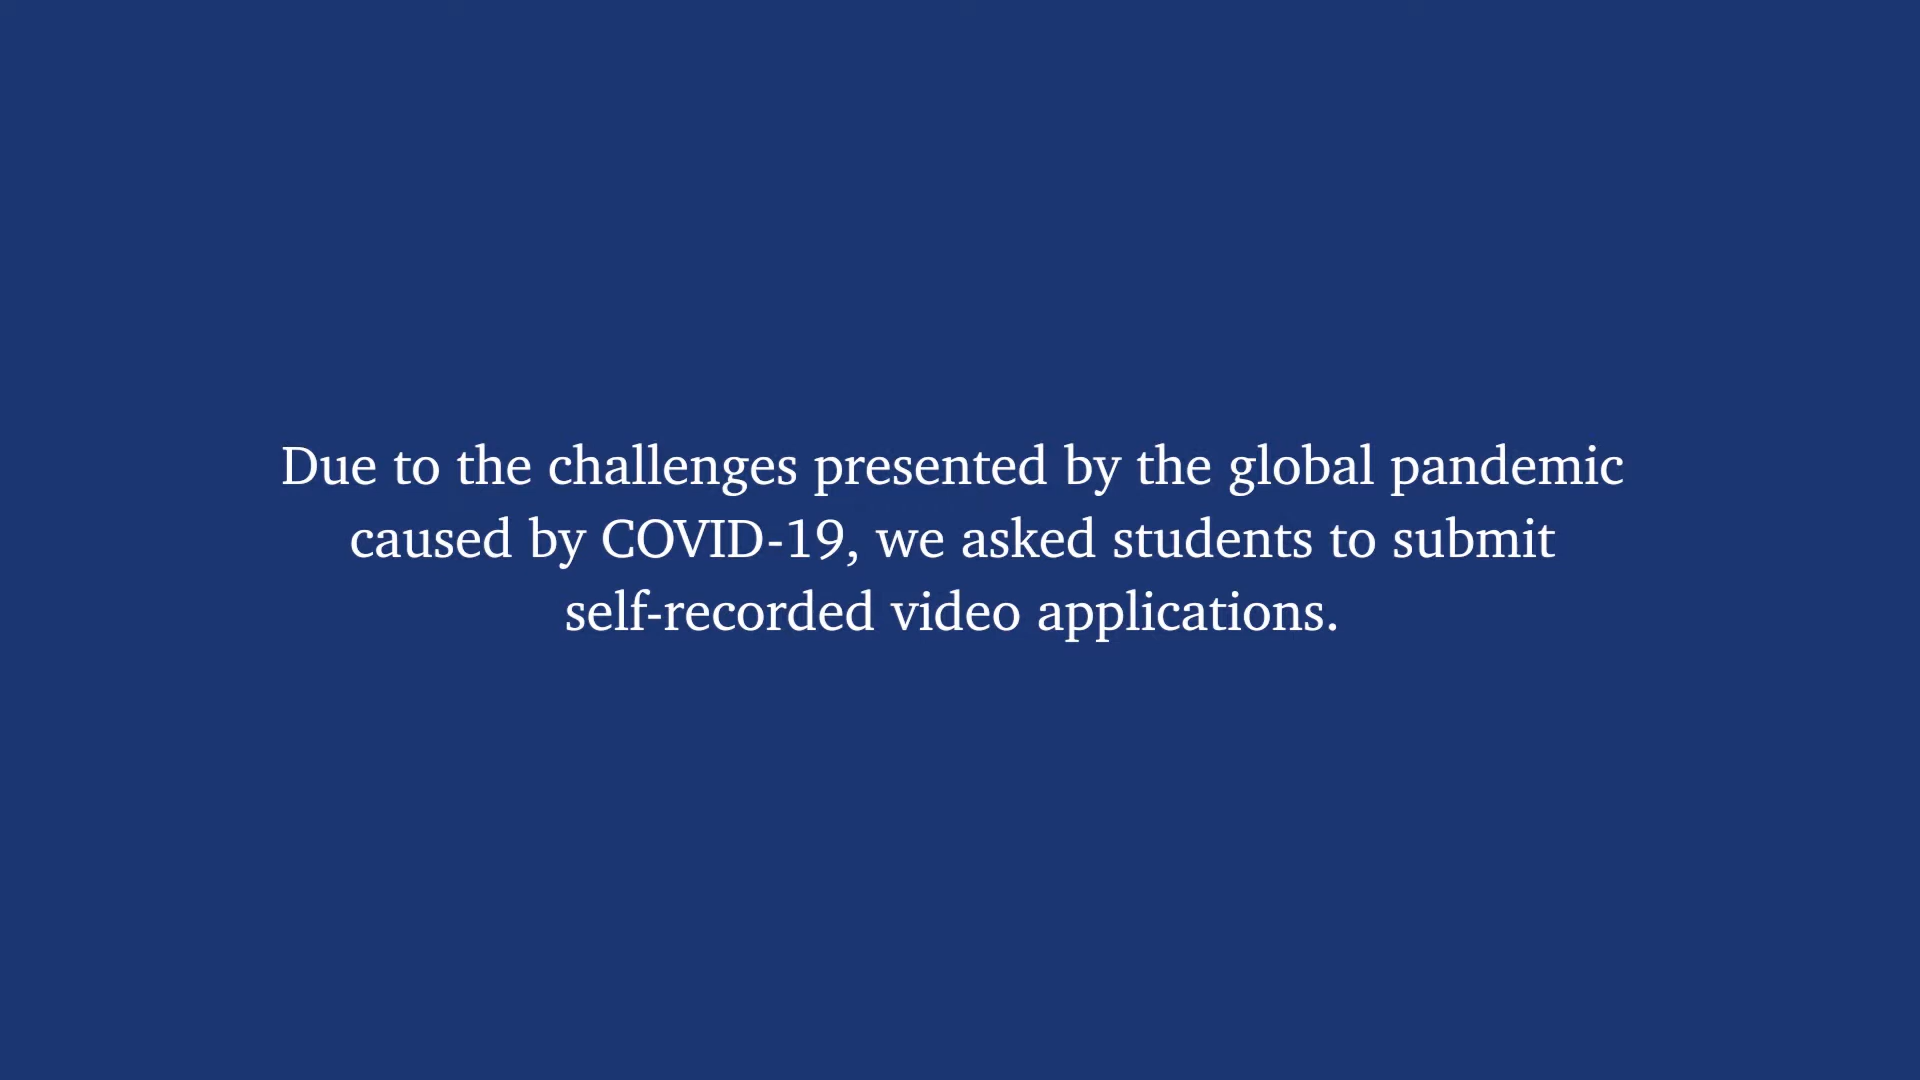 Due to the challenges presented by the global pandemic
caused by COVID-19, we asked students to submit
self-recorded video applications.